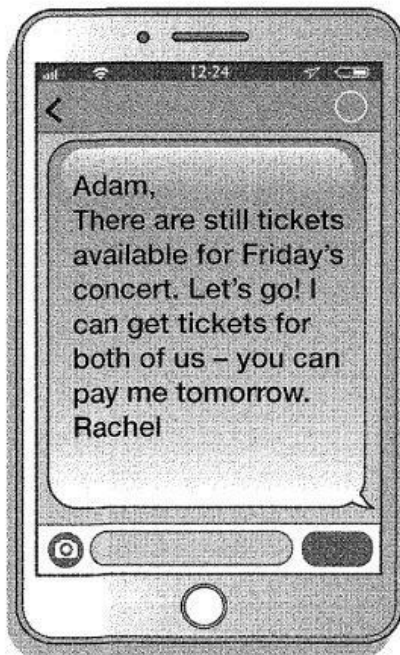 12-24
Adam,
There are still tickets
available for Friday's
concert. Let's go! I
can get tickets for
both of us – you can
pay me tomorrow.
Rachel